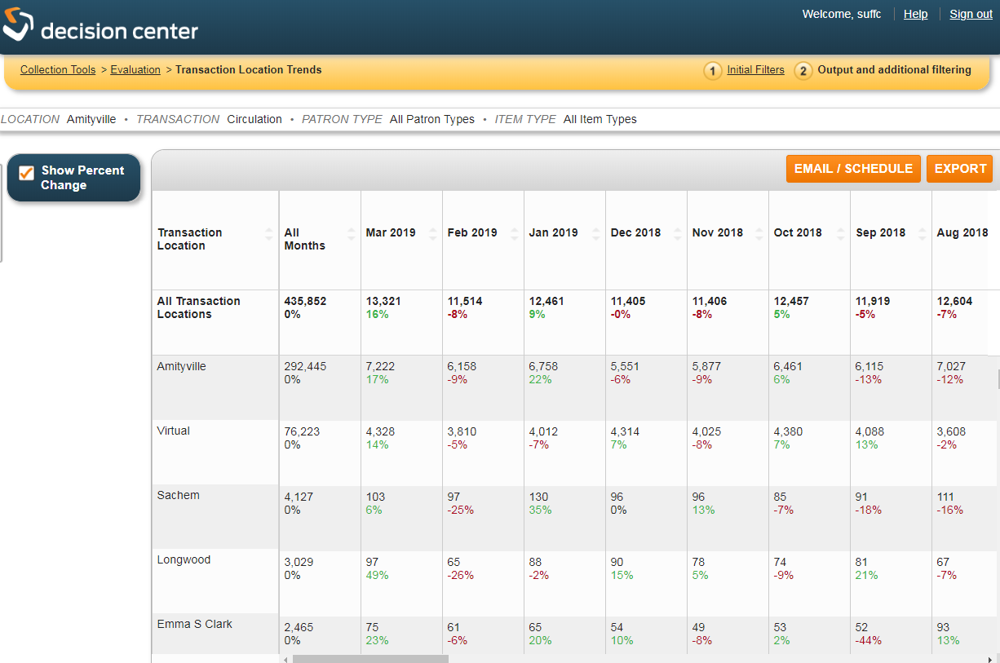 decision center
Welcome, suffc Help Sign out
Collection Tools > Evaluation > Transaction Location Trends 1 Initial Filters 2 Output and additional filtering
LOCATION Amityville • TRANSACTION Circulation • PATRON TYPE All Patron Types • ITEM TYPE All Item Types
Show Percent
Change
EMAIL / SCHEDULE EXPORT
Transaction
Location
All
Months
Mar 2019 Feb 2019 Jan 2019 Dec 2018 Nov 2018 Oct 2018 Sep 2018 Aug 2018
All Transaction 435,852 13,321 11,514 12,461 11,405 11,406 12,457 11,919 12,604
Locations 0% 16% -8% 9% -0% -8% 5% -5% -7%
Amityville 292,445 7,222 6,158 6,758 5,551 5,877 6,461 6,115 7,027
0% 17% -9% 22% -6% -9% 6% -13% -12%
Virtual 76,223 4,328 3,810 4,012 4,314 4,025 4,380 4,088 3,608
0% 14% -5% -7% 7% -8% 7% 13% -2%
Sachem 4,127 103 97 130 96 96 85 91 111
0% 6% -25% 35% 0% 13% -7% -18% -16%
Longwood 3,029 97 65 88 90 78 74 81 67
0% 49% -26% -2% 15% 5% -9% 21% -7%
Emma S Clark 2,465 75 61 65 54 49 53 52 93
0% 23% -6% 20% 10% -8% 2% -44% 13%